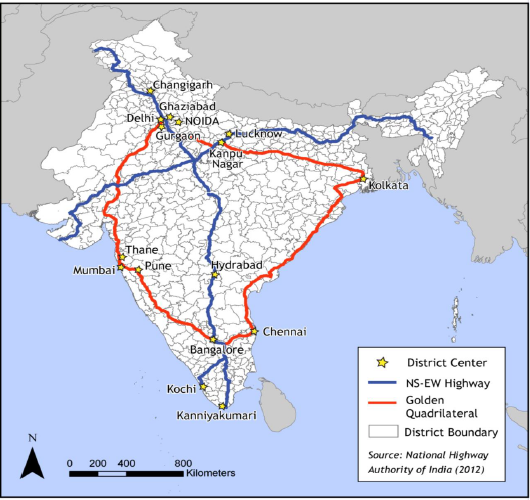 Changigarh
Ghaziabad
Delhi
NOIDA
Gurgaon
Lucknow
Kanpu
Nagar
Kolkata
Thane
Mumbai
Pune
Hydrabad
Chennai
Bangalore
Kochi
Kanniyakumari
N
0 200 400 800
Kilometers
District Center
NS-EW Highway
Golden
Quadrilateral
District Boundary
Source: National Highway
Authority of India (2012)